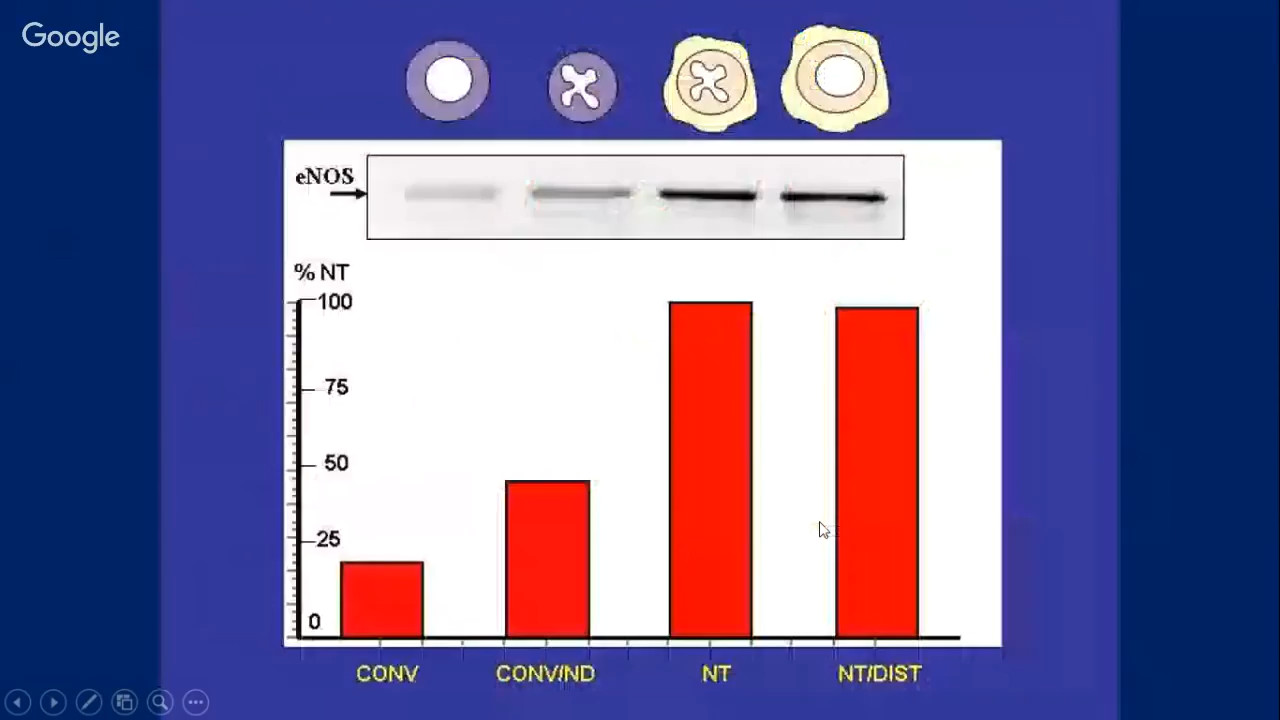 Google
eNOS
% NT
100
75
50
25
0
CONV
CONV/ND
NT
NT/DIST